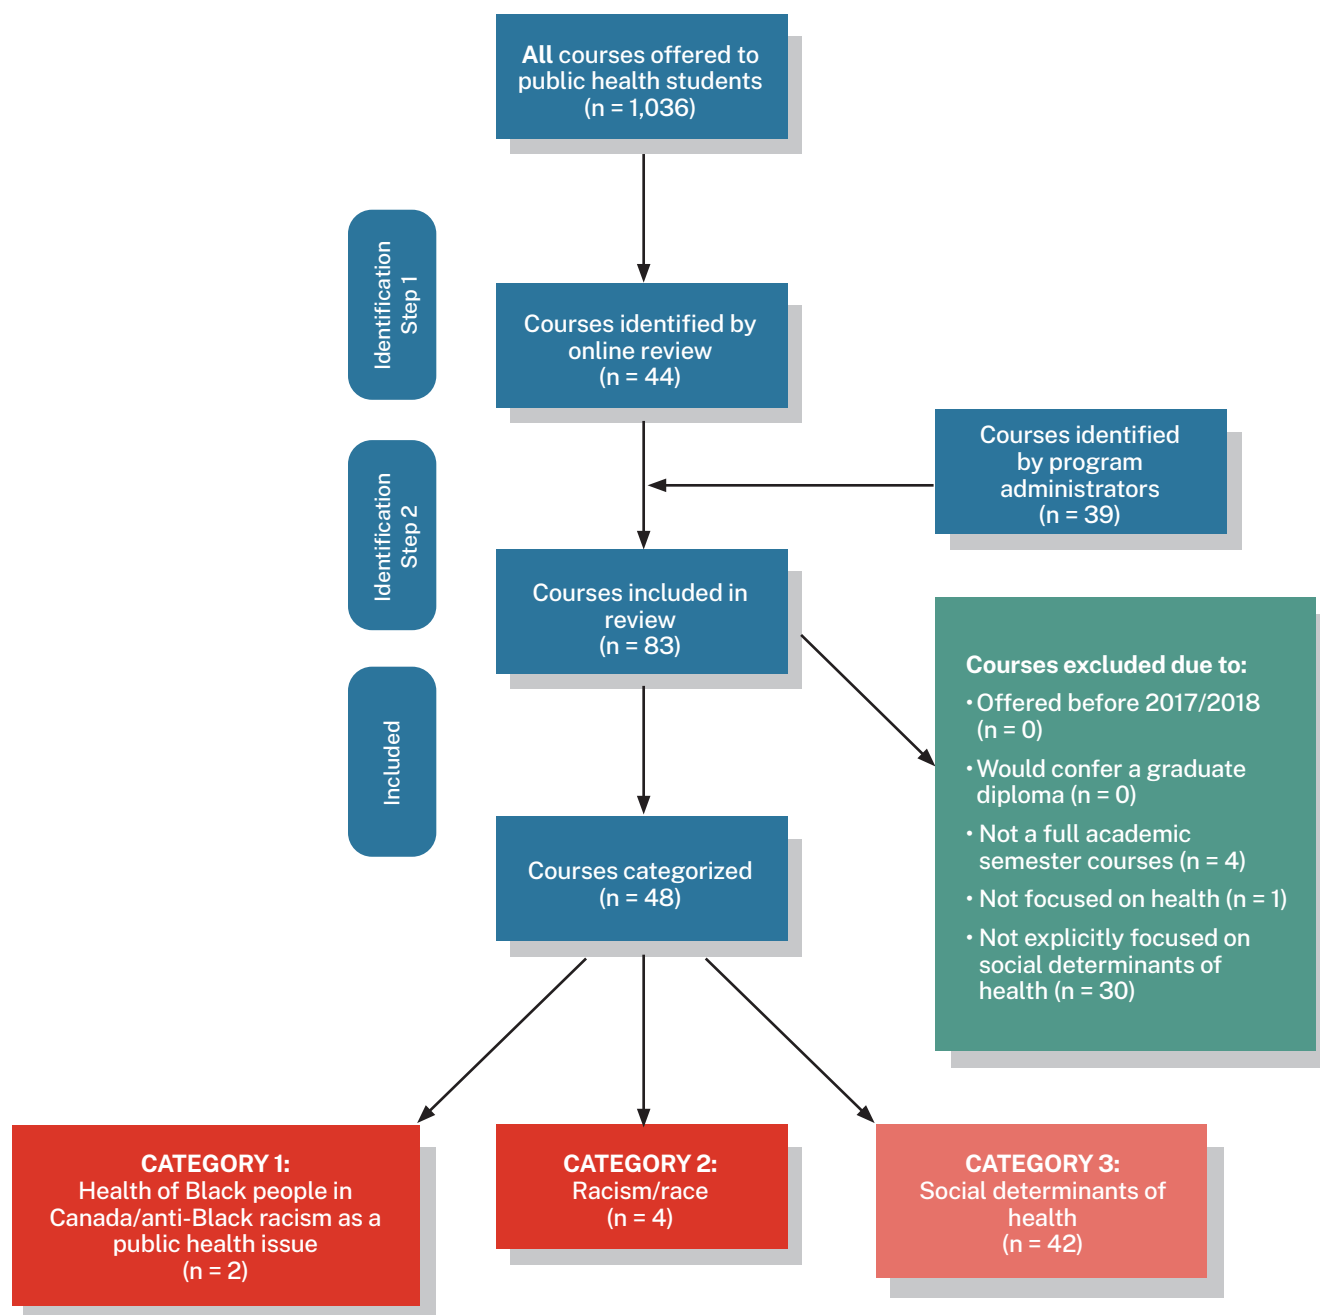 All courses offered to
public health students
(n = 1,036)
Identification
Step 1
Courses identified by
online review
(n = 44)
Courses identified
by program
administrators
(n = 39)
Identification
Step 2
Courses included in
review
(n = 83)
Courses excluded due to:
• Offered before 2017/2018
(n = 0)
• Would confer a graduate
diploma (n = 0)
• Not a full academic
semester courses (n = 4)
• Not focused on health (n = 1)
• Not explicitly focused on
social determinants of
health (n = 30)
Included
Courses categorized
(n = 48)
CATEGORY 1:
Health of Black people in
Canada/anti-Black racism as a
public health issue
(n = 2)
CATEGORY 2:
Racism/race
(n = 4)
CATEGORY 3:
Social determinants of
health
(n = 42)